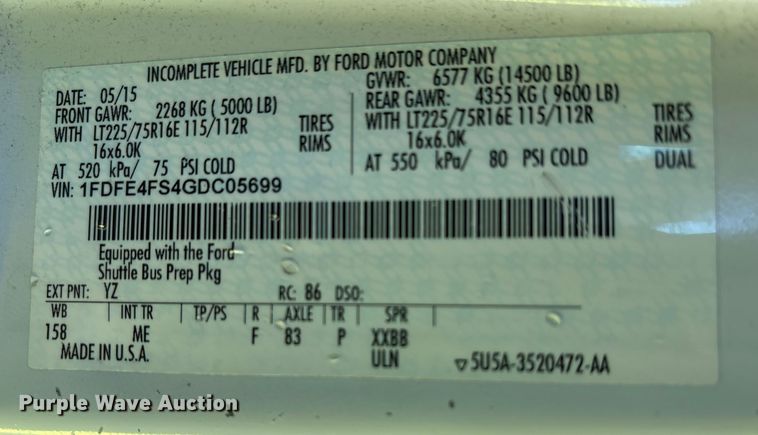 INCOMPLETE VEHICLE MFD. BY FORD MOTOR COMPANY
DATE: 05/15
GVWR: 6577 KG (14500 LB)
FRONT GAWR: 2268 KG ( 5000 LB)
REAR GAWR: 4355 KG ( 9600 LB)
WITH LT225/75R16E 115/112R TIRES
WITH LT225/75R16E 115/112R TIRES
16x6.0K RIMS
16x6.0K RIMS
AT 520 kPa/ 75 PSI COLD
AT 550 kPa/ 80 PSI COLD DUAL
VIN: 1FDFE4FS4GDC05699
Equipped with the Ford
Shuttle Bus Prep Pkg
EXT PNT: YZ RC: 86 DSO:
WB INT TR TP/PS R AXLE TR SPR
158 ME F 83 P XXBB
MADE IN U.S.A. ULN ▽5U5A-3520472-AA
Purple Wave Auction